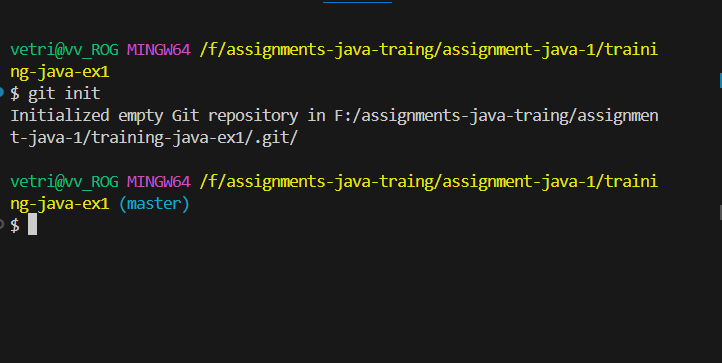 vetri@vv_ROG MINGW64 /f/assignments-java-traing/assignment-java-1/traini
ng-java-ex1
$ git init
Initialized empty Git repository in F:/assignments-java-traing/assignmen
t-java-1/training-java-ex1/.git/
vetri@vv_ROG MINGW64 /f/assignments-java-traing/assignment-java-1/traini
ng-java-ex1 (master)
$